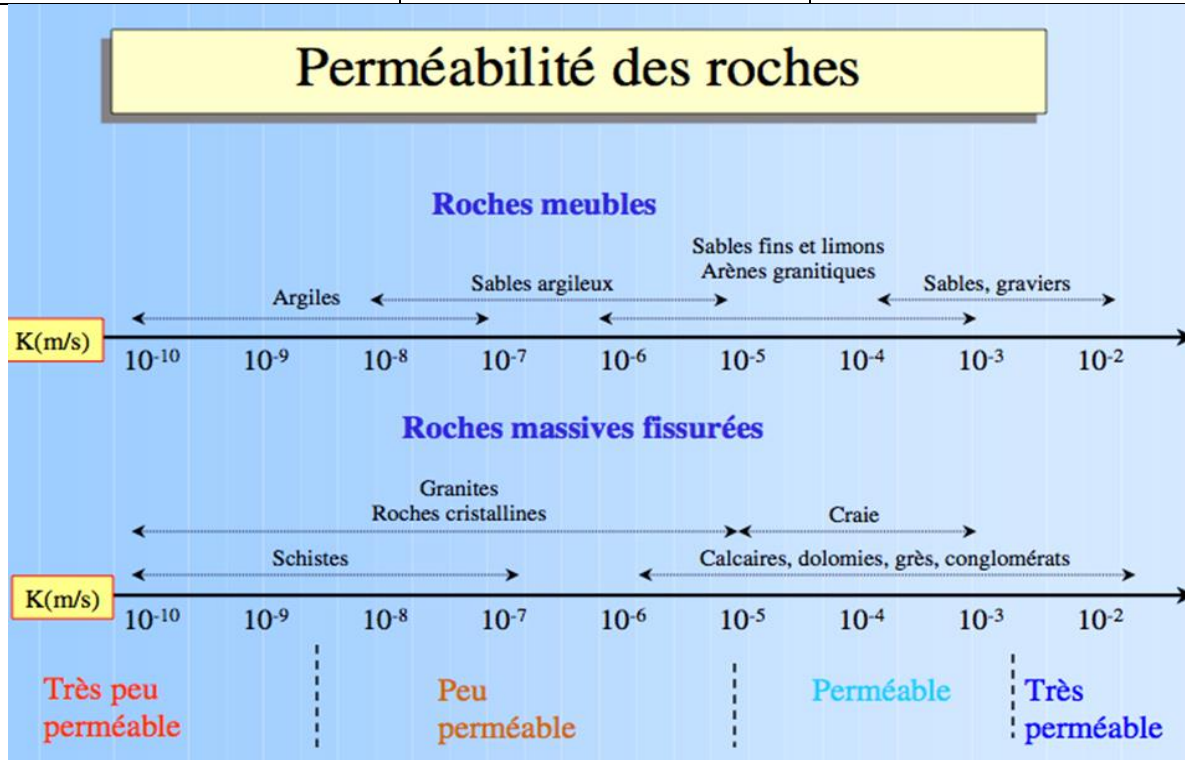 Perméabilité des roches
Roches meubles
Sables fins et limons
Arènes granitiques
Argiles
Sables argileux
Sables, graviers
K(m/s)
10⁻¹⁰ 10⁻⁹ 10⁻⁸ 10⁻⁷ 10⁻⁶ 10⁻⁵ 10⁻⁴ 10⁻³ 10⁻²
Roches massives fissurées
Granites
Roches cristallines
Craie
Schistes
Calcaires, dolomies, grès, conglomérats
K(m/s)
10⁻¹⁰ 10⁻⁹ 10⁻⁸ 10⁻⁷ 10⁻⁶ 10⁻⁵ 10⁻⁴ 10⁻³ 10⁻²
Très peu
perméable
Peu
perméable
Perméable
Très
perméable